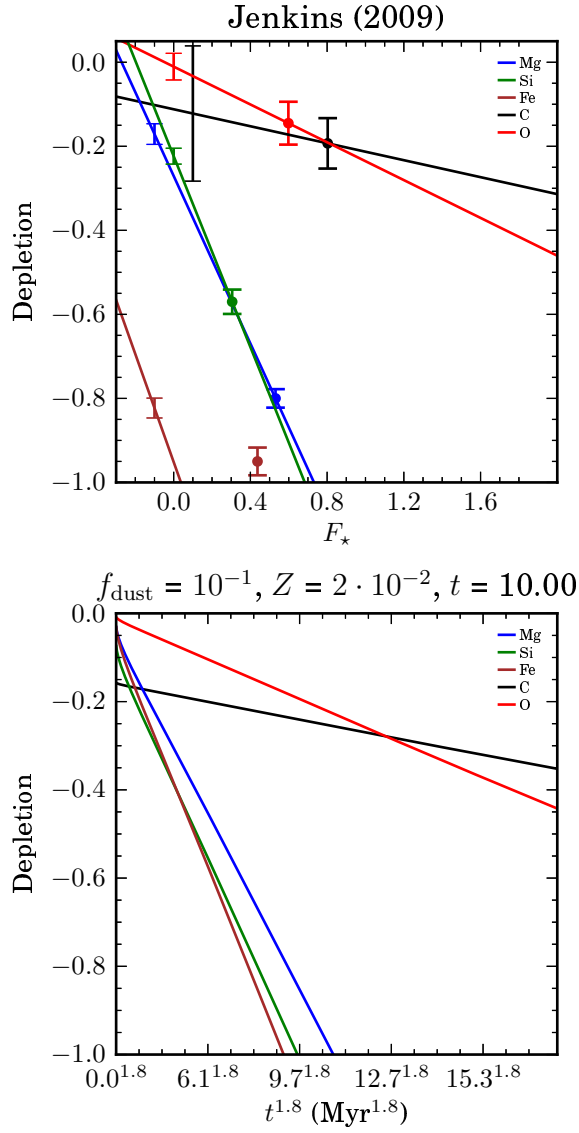 Jenkins (2009)
0.0
−0.2
−0.4
−0.6
−0.8
−1.0
Depletion
Mg
Si
Fe
C
O
0.0 0.4 0.8 1.2 1.6
F⋆
f_dust = 10⁻¹, Z = 2 · 10⁻², t = 10.00
0.0
−0.2
−0.4
−0.6
−0.8
−1.0
Depletion
Mg
Si
Fe
C
O
0.0¹·⁸ 6.1¹·⁸ 9.7¹·⁸ 12.7¹·⁸ 15.3¹·⁸
t¹·⁸ (Myr¹·⁸)